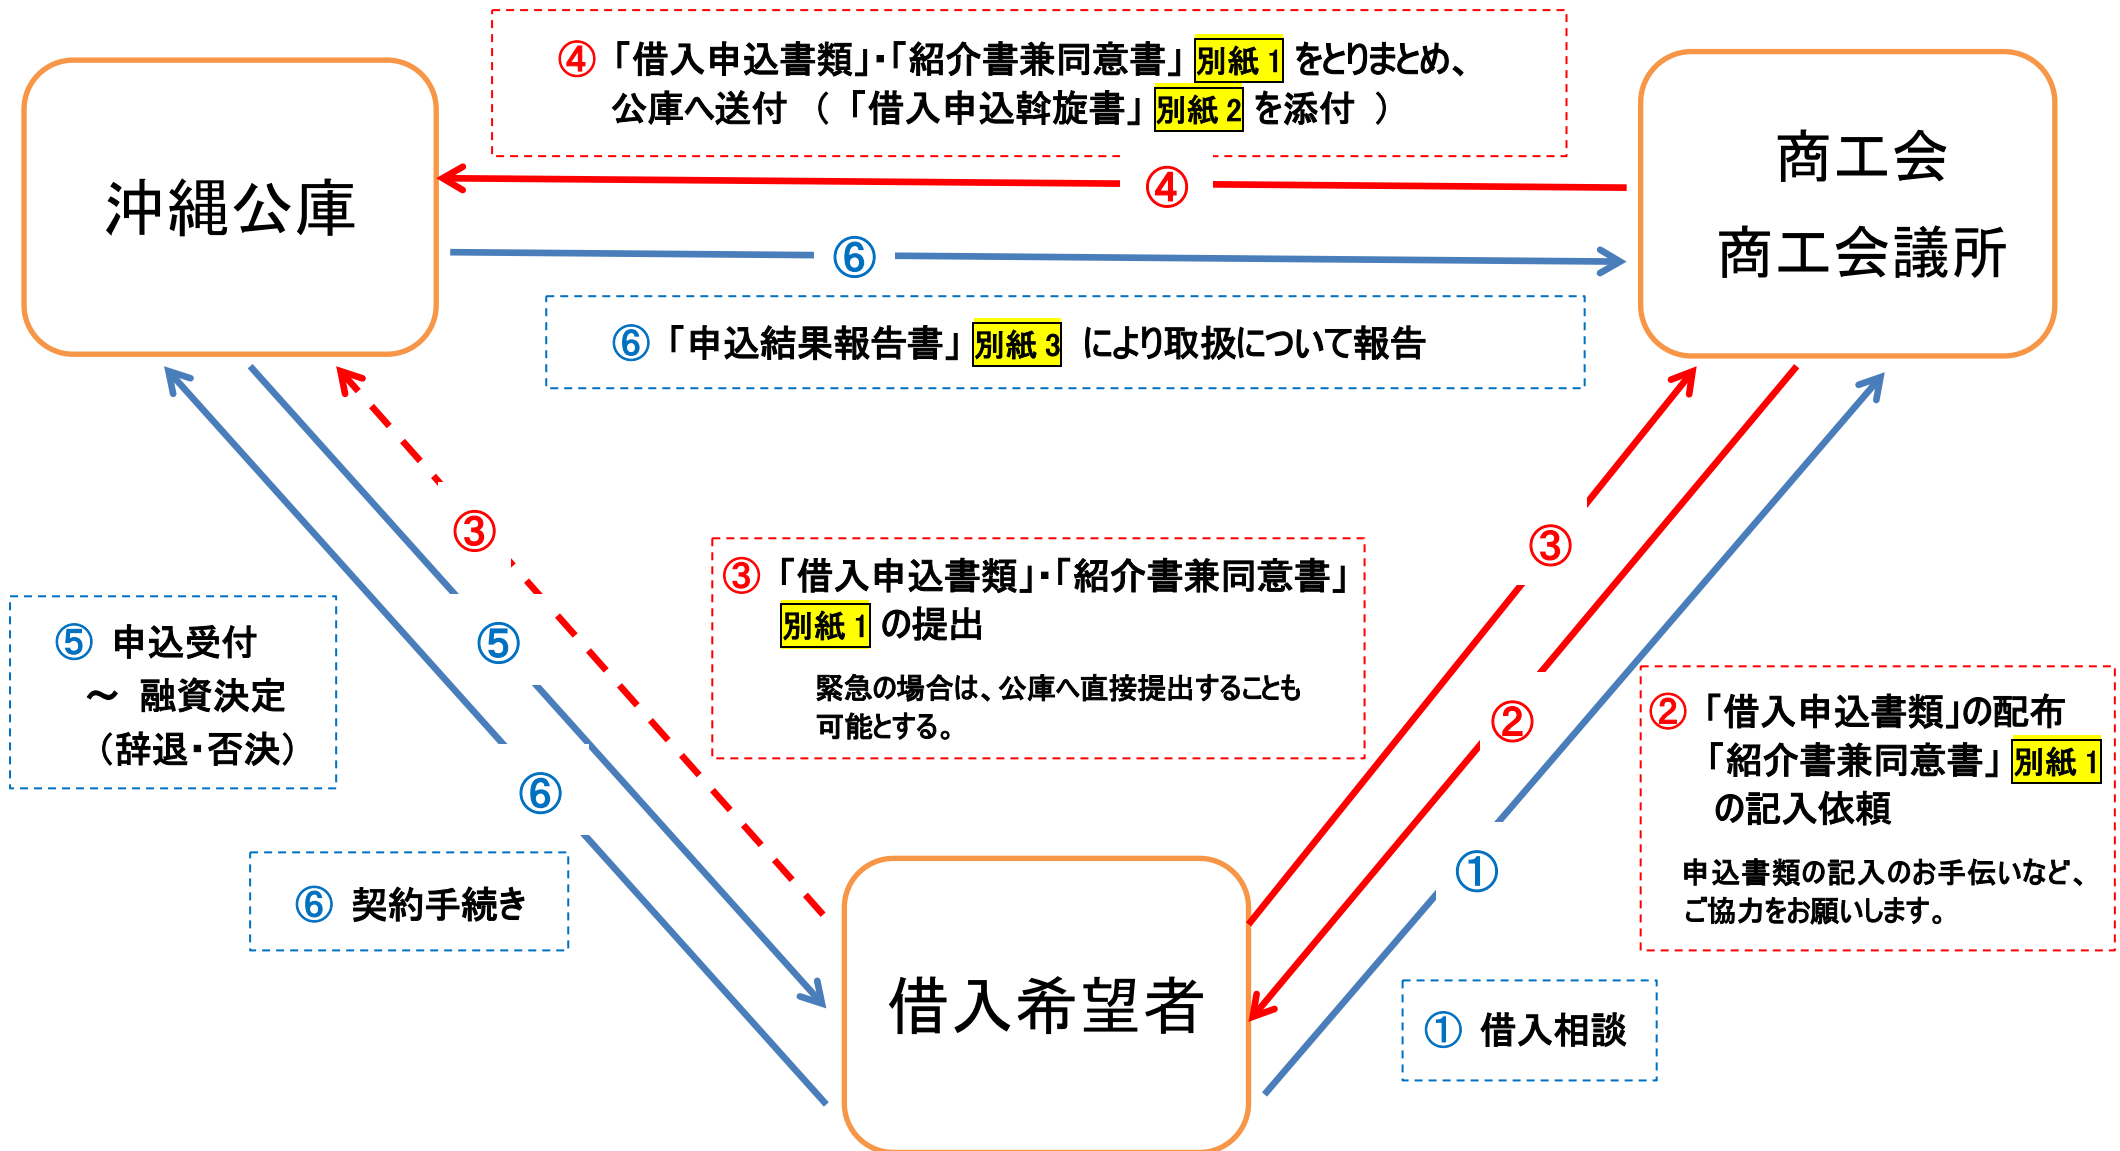 ④「借入申込書類」・「紹介書兼同意書」 別紙1 をとりまとめ、
公庫へ送付 （「借入申込斡旋書」 別紙2 を添付 ）
沖縄公庫
商工会
商工会議所
④
⑥
⑥「申込結果報告書」 別紙3 により取扱について報告
③
③
③「借入申込書類」・「紹介書兼同意書」
別紙1 の提出
緊急の場合は、公庫へ直接提出することも
可能とする。
⑤ 申込受付
～ 融資決定
（辞退・否決）
⑤
②
②「借入申込書類」の配布
「紹介書兼同意書」 別紙1
の記入依頼
申込書類の記入のお手伝いなど、
ご協力をお願いします。
⑥
①
⑥ 契約手続き
借入希望者
① 借入相談